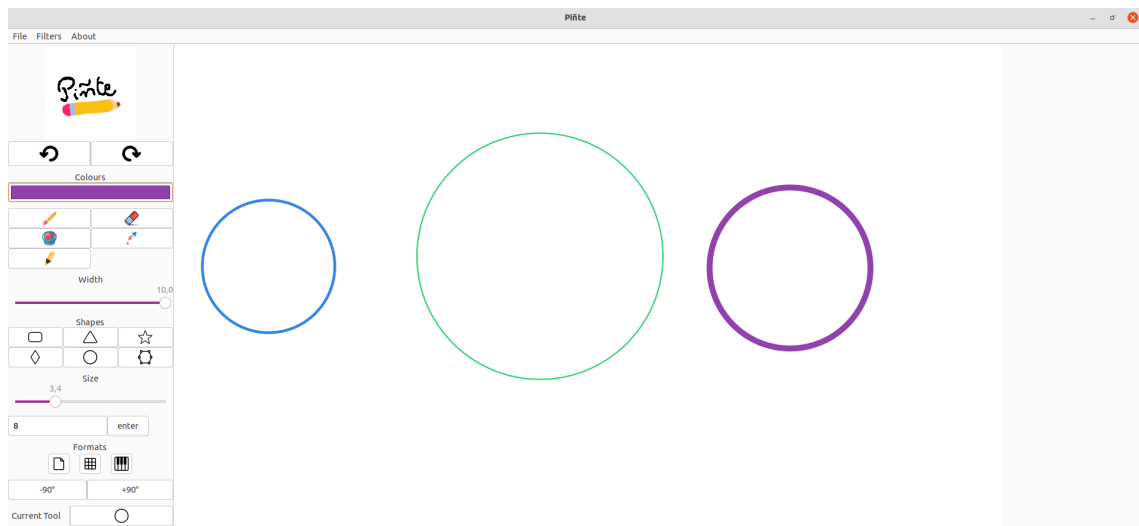 Piñte
File Filters About
Piñte
Colours
Width
10,0
Shapes
Size
3,4
8 enter
Formats
-90° +90°
Current Tool